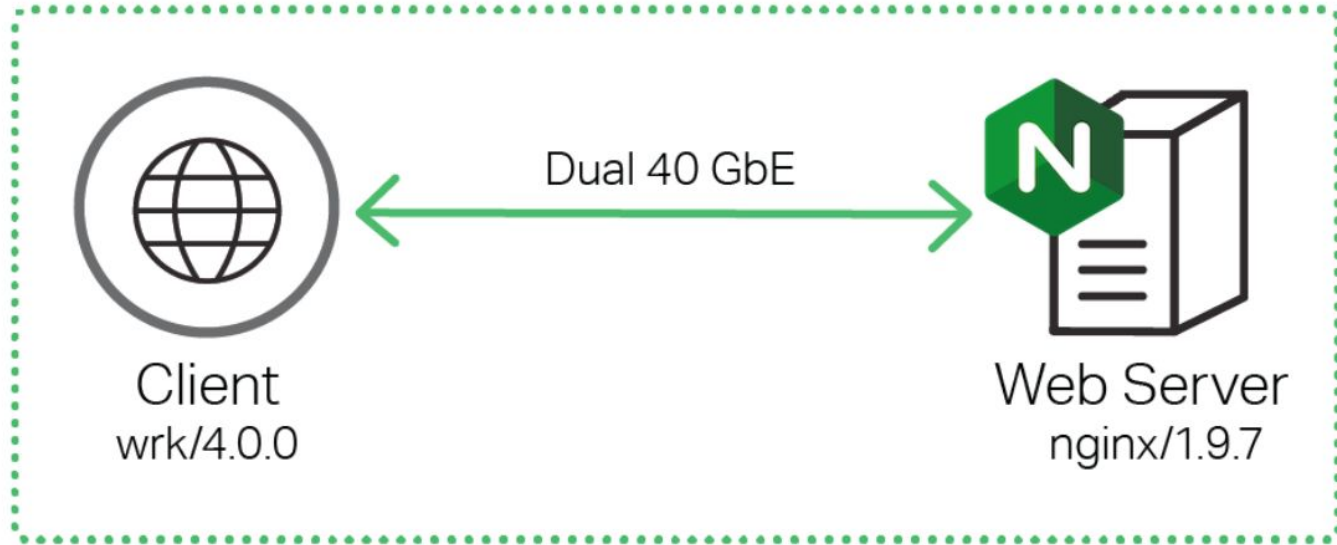 Dual 40 GbE
N
Client
wrk/4.0.0
Web Server
nginx/1.9.7